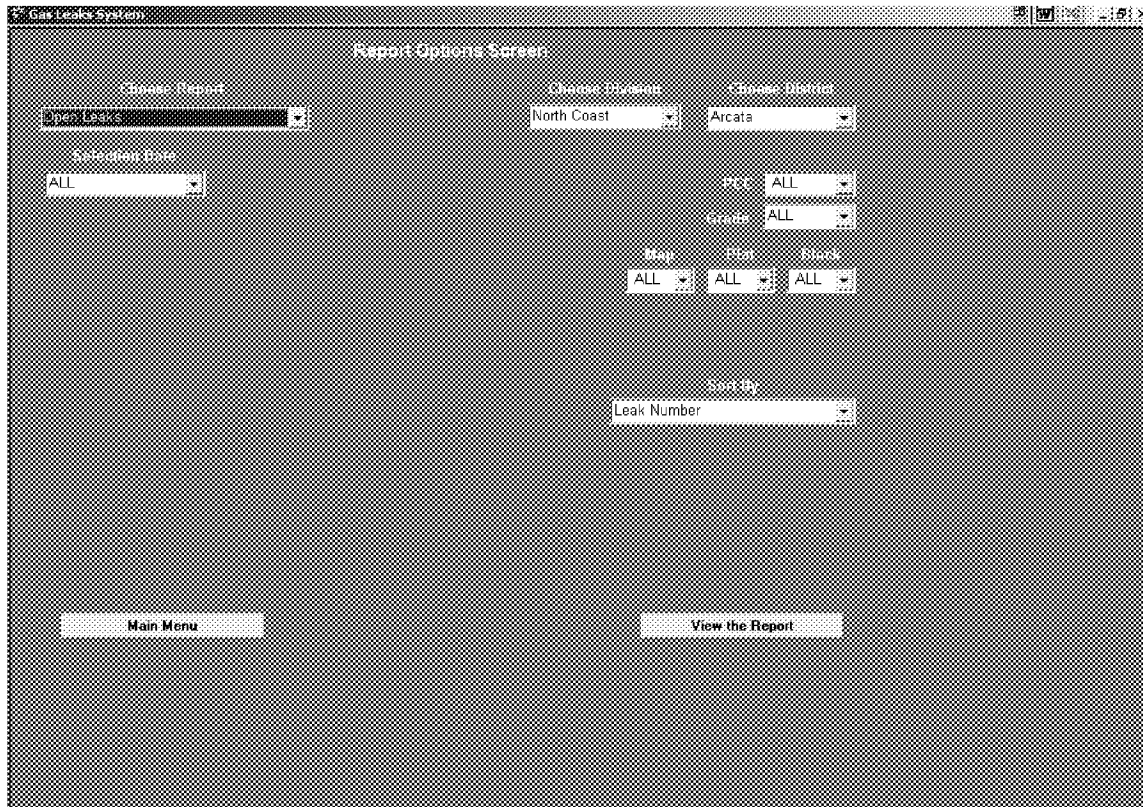 Gas Leaks System
Report Options Screen
Choose Report
Choose Division
Choose District
Open Leaks
North Coast
Arcata
Selection Date
ALL
ALL
Grade
ALL
Map
Plat
Block
ALL
ALL
ALL
Sort By
Leak Number
Main Menu
View the Report